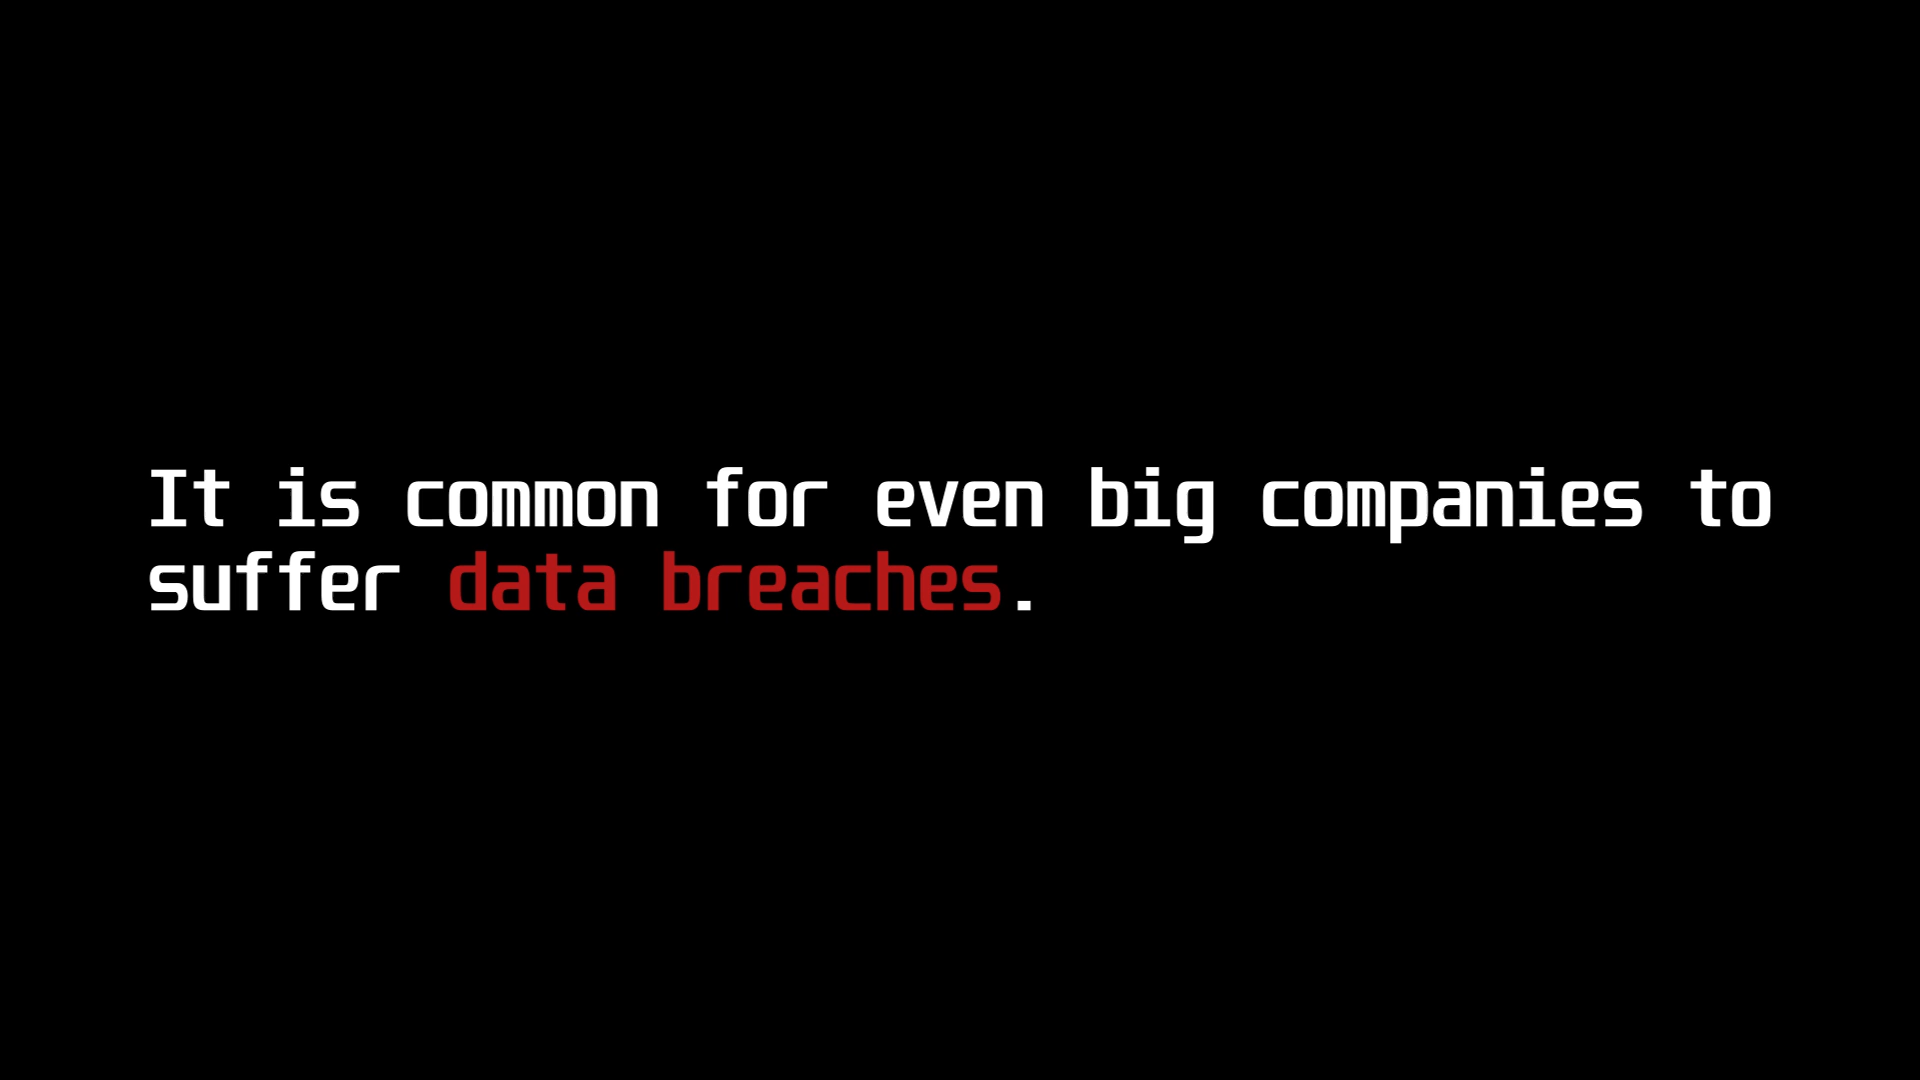 It is common for even big companies to
suffer data breaches.